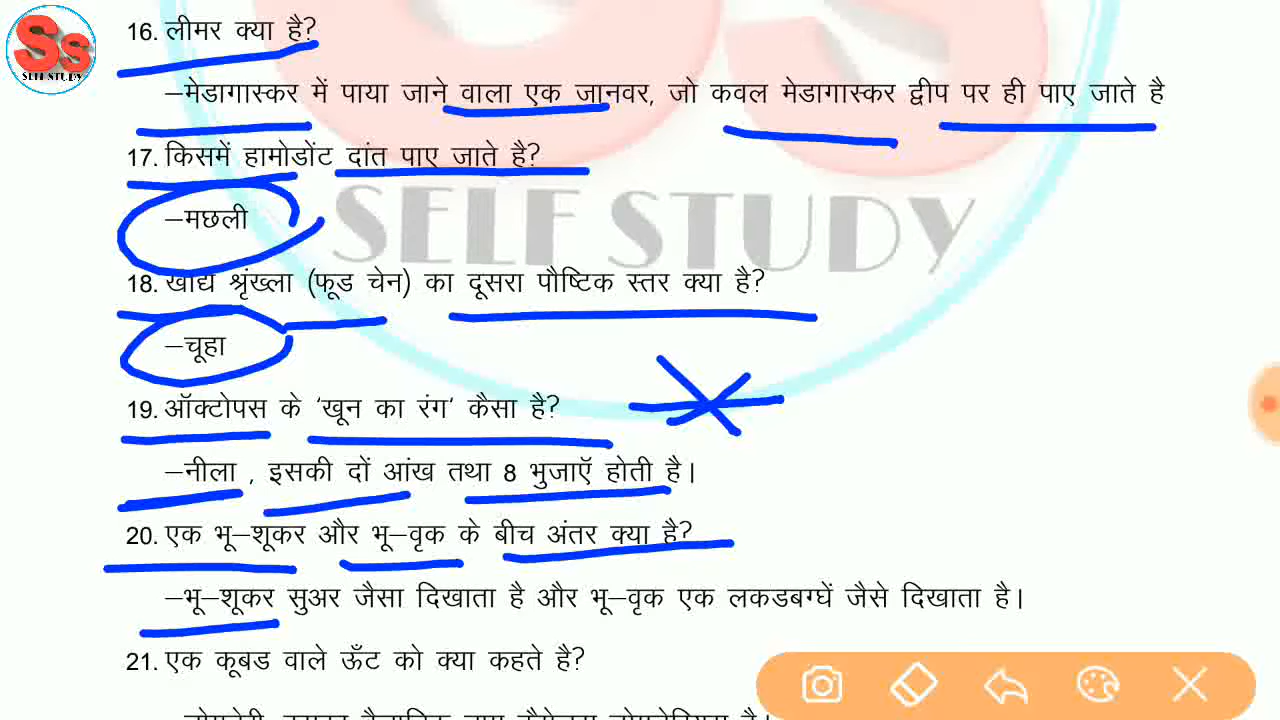 Ss
SELF STUDY
SELF STUDY
16. लीमर क्या है?
–मेडागास्कर में पाया जाने वाला एक जानवर, जो कवल मेडागास्कर द्वीप पर ही पाए जाते है
17. किसमें हामोडोंट दांत पाए जाते है?
–मछली
18. खाद्य श्रृंख्ला (फूड चेन) का दूसरा पौष्टिक स्तर क्या है?
–चूहा
19. ऑक्टोपस के ‘खून का रंग’ कैसा है?
–नीला , इसकी दों आंख तथा 8 भुजाएॅ होती है।
20. एक भू–शूकर और भू–वृक के बीच अंतर क्या है?
–भू–शूकर सुअर जैसा दिखाता है और भू–वृक एक लकडबग्घें जैसे दिखाता है।
21. एक कूबड वाले ऊँट को क्या कहते है?